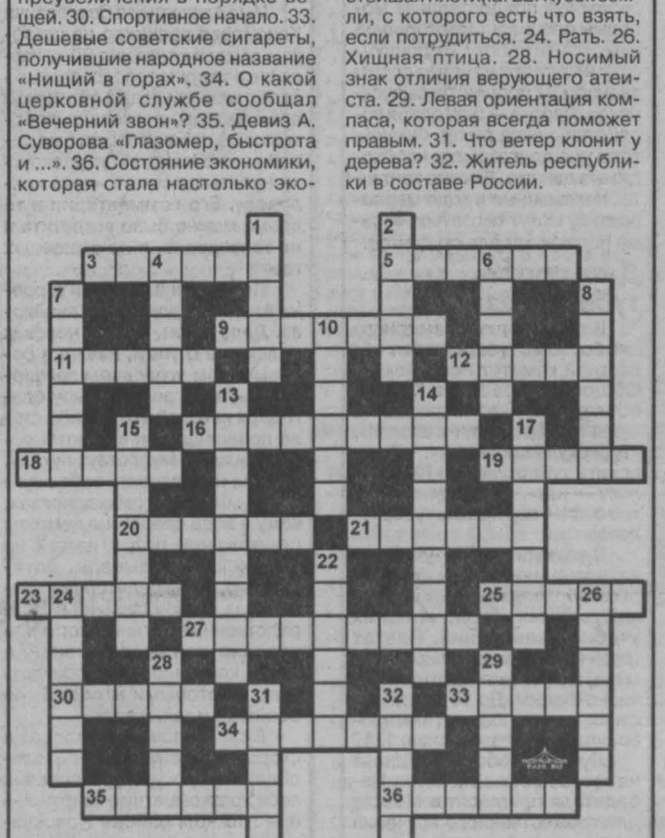 преувеличения в порядке ве-
щей. 30. Спортивное начало. 33.
Дешевые советские сигареты,
получившие народное название
«Нищий в горах». 34. О какой
церковной службе сообщал
«Вечерний звон»? 35. Девиз А.
Суворова «Глазомер, быстрота
и ...». 36. Состояние экономики,
которая стала настолько эко-
ли, с которого есть что взять,
если потрудиться. 24. Рать. 26.
Хищная птица. 28. Носимый
знак отличия верующего атеи-
ста. 29. Левая ориентация ком-
паса, которая всегда поможет
правым. 31. Что ветер клонит у
дерева? 32. Житель республи-
ки в составе России.
1 2
3 4 5 6
7 8
9 10
11 12
13 14
15 16 17
18 19
20 21
22
23 24 25 26
27
28 29
30 31 32 33
34
35 36